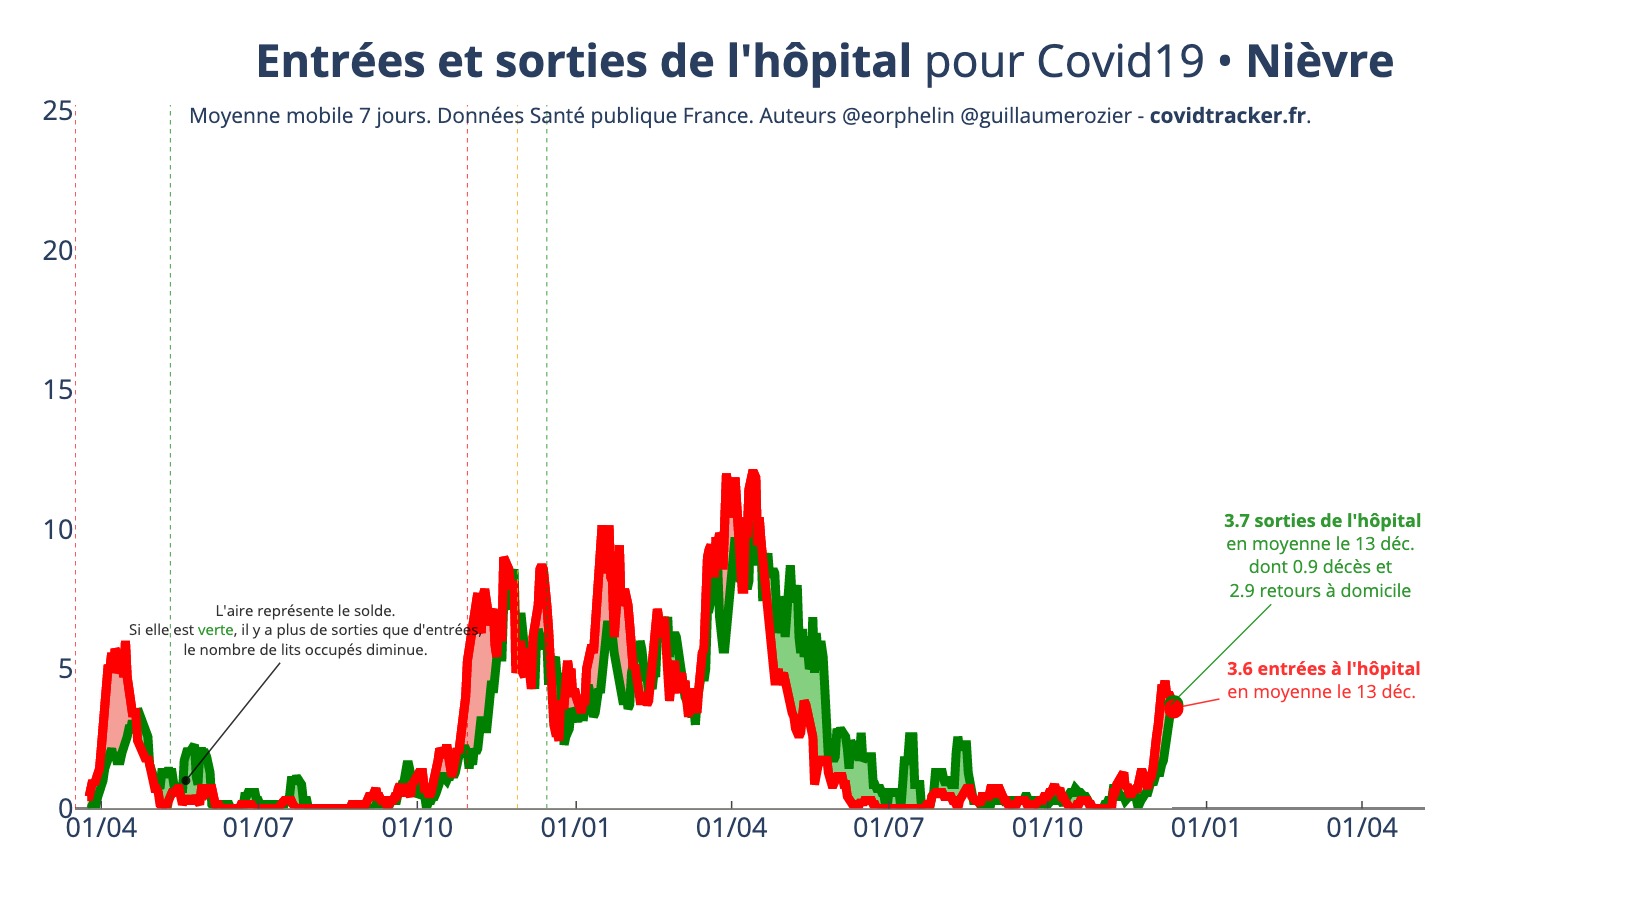 Entrées et sorties de l'hôpital pour Covid19 • Nièvre
Moyenne mobile 7 jours. Données Santé publique France. Auteurs @eorphelin @guillaumerozier - covidtracker.fr.
25
20
15
10
5
0
L'aire représente le solde.
Si elle est verte, il y a plus de sorties que d'entrées,
le nombre de lits occupés diminue.
3.7 sorties de l'hôpital
en moyenne le 13 déc.
dont 0.9 décès et
2.9 retours à domicile
3.6 entrées à l'hôpital
en moyenne le 13 déc.
01/04 01/07 01/10 01/01 01/04 01/07 01/10 01/01 01/04